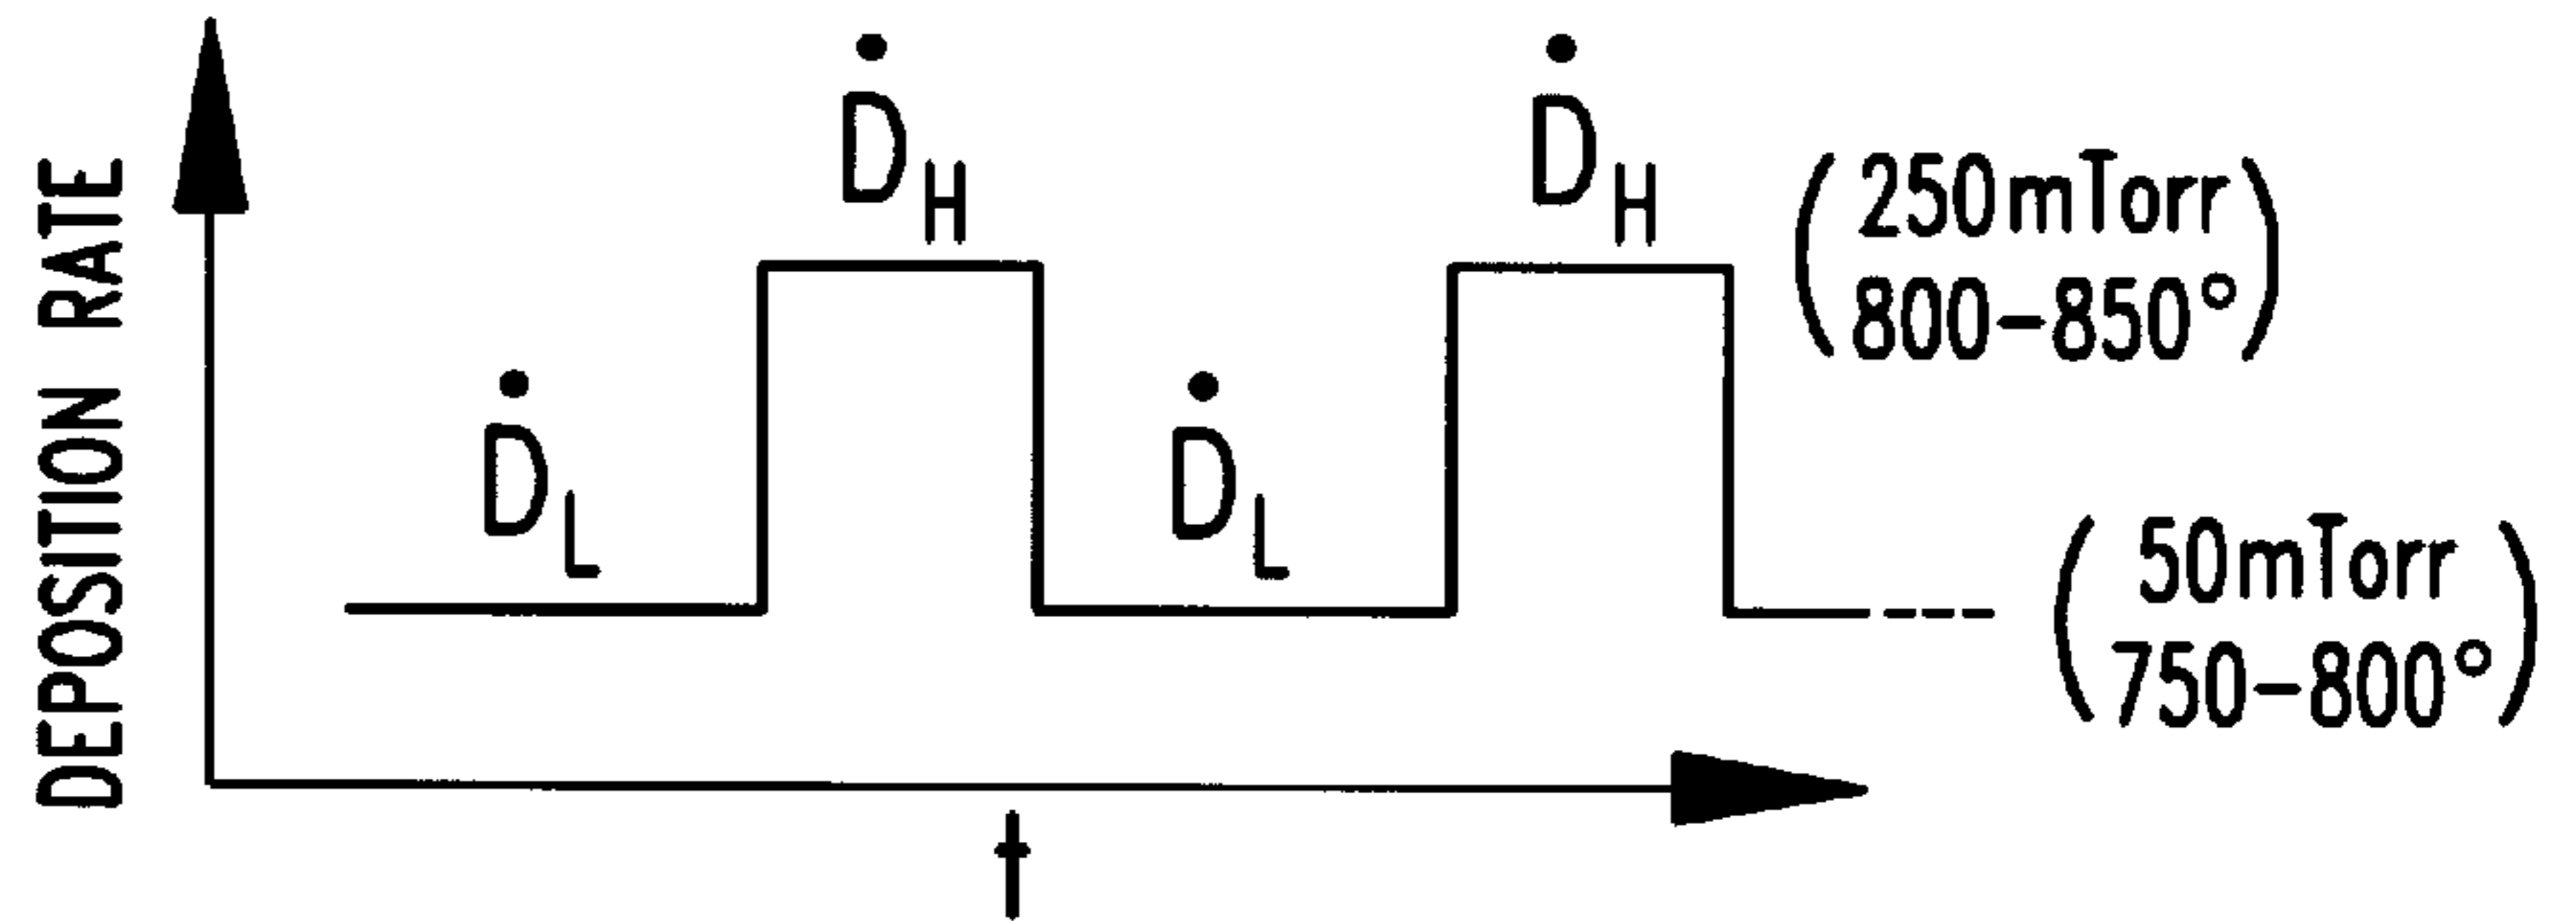 DEPOSITION RATE
Ḋ_L
Ḋ_H
Ḋ_L
Ḋ_H
(250mTorr
800-850°)
(50mTorr
750-800°)
t